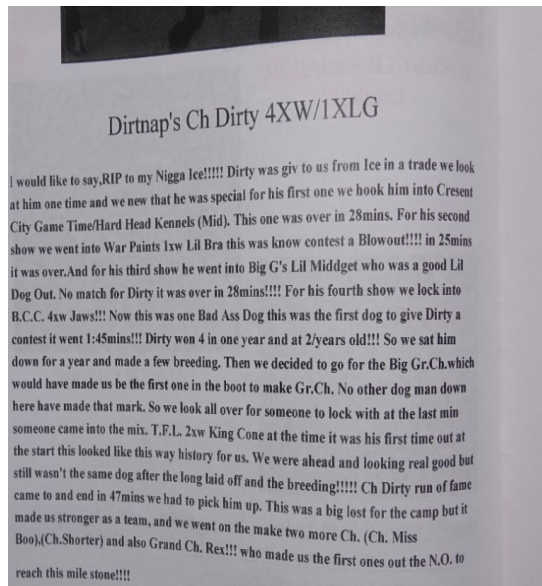 Dirtnap's Ch Dirty 4XW/1XLG
I would like to say,RIP to my Nigga Ice!!!!! Dirty was giv to us from Ice in a trade we look
at him one time and we new that he was special for his first one we hook him into Cresent
City Game Time/Hard Head Kennels (Mid). This one was over in 28mins. For his second
show we went into War Paints 1xw Lil Bra this was know contest a Blowout!!!! in 25mins
it was over.And for his third show he went into Big G's Lil Middget who was a good Lil
Dog Out. No match for Dirty it was over in 28mins!!!! For his fourth show we lock into
B.C.C. 4xw Jaws!!! Now this was one Bad Ass Dog this was the first dog to give Dirty a
contest it went 1:45mins!!! Dirty won 4 in one year and at 2/years old!!! So we sat him
down for a year and made a few breeding. Then we decided to go for the Big Gr.Ch.which
would have made us be the first one in the boot to make Gr.Ch. No other dog man down
here have made that mark. So we look all over for someone to lock with at the last min
someone came into the mix. T.F.L. 2xw King Cone at the time it was his first time out at
the start this looked like this way history for us. We were ahead and looking real good but
still wasn't the same dog after the long laid off and the breeding!!!!! Ch Dirty run of fame
came to and end in 47mins we had to pick him up. This was a big lost for the camp but it
made us stronger as a team, and we went on the make two more Ch. (Ch. Miss
Boo),(Ch.Shorter) and also Grand Ch. Rex!!! who made us the first ones out the N.O. to
reach this mile stone!!!!